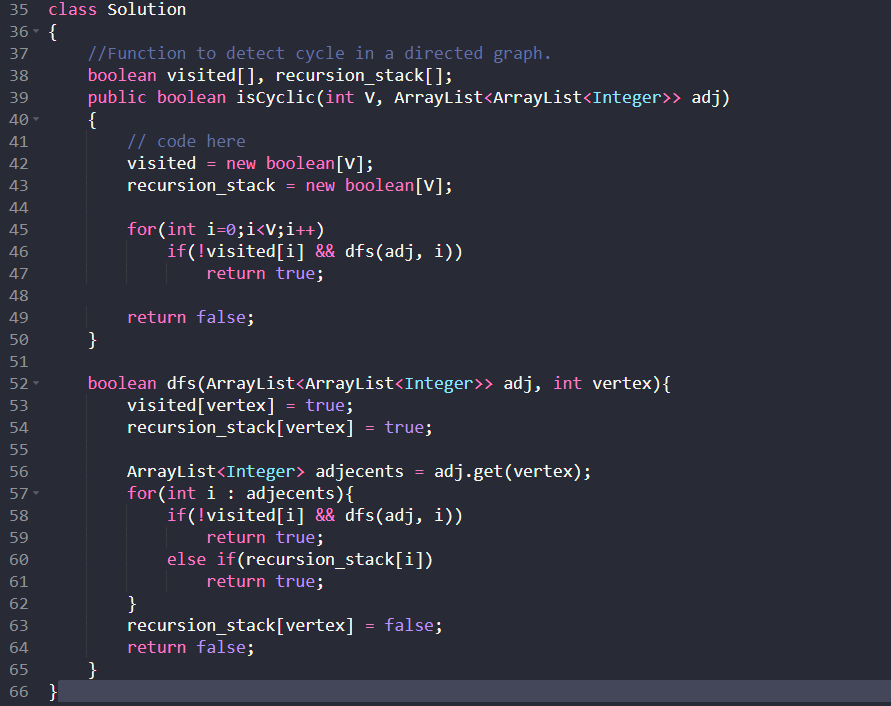 35 class Solution
36 {
37     //Function to detect cycle in a directed graph.
38     boolean visited[], recursion_stack[];
39     public boolean isCyclic(int V, ArrayList<ArrayList<Integer>> adj)
40     {
41         // code here
42         visited = new boolean[V];
43         recursion_stack = new boolean[V];
44
45         for(int i=0;i<V;i++)
46             if(!visited[i] && dfs(adj, i))
47                 return true;
48
49         return false;
50     }
51
52     boolean dfs(ArrayList<ArrayList<Integer>> adj, int vertex){
53         visited[vertex] = true;
54         recursion_stack[vertex] = true;
55
56         ArrayList<Integer> adjecents = adj.get(vertex);
57         for(int i : adjecents){
58             if(!visited[i] && dfs(adj, i))
59                 return true;
60             else if(recursion_stack[i])
61                 return true;
62         }
63         recursion_stack[vertex] = false;
64         return false;
65     }
66 }